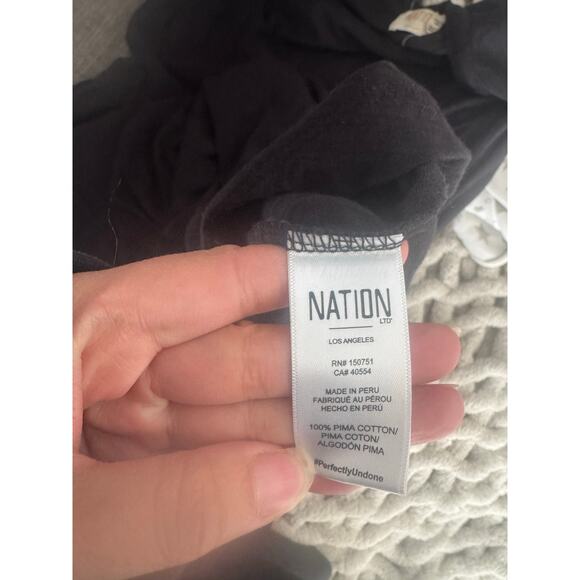 NATION
LTD
LOS ANGELES
RN# 150751
CA# 40554
MADE IN PERU
FABRIQUÉ AU PÉROU
HECHO EN PERÚ
100% PIMA COTTON/
PIMA COTON/
ALGODÓN PIMA
#PerfectlyUndone